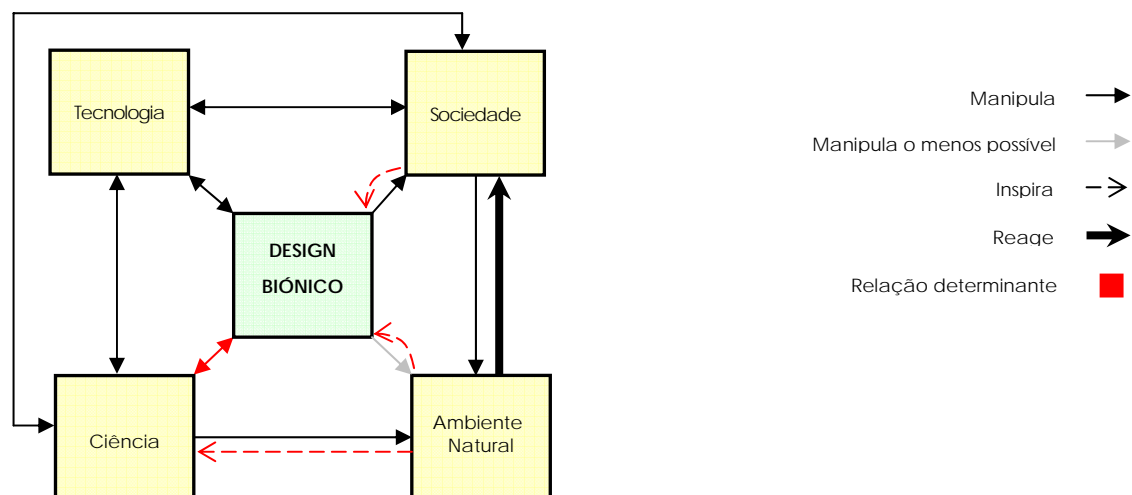 Tecnologia
Sociedade
DESIGN
BIÓNICO
Ciência
Ambiente
Natural
Manipula
Manipula o menos possível
Inspira
Reage
Relação determinante